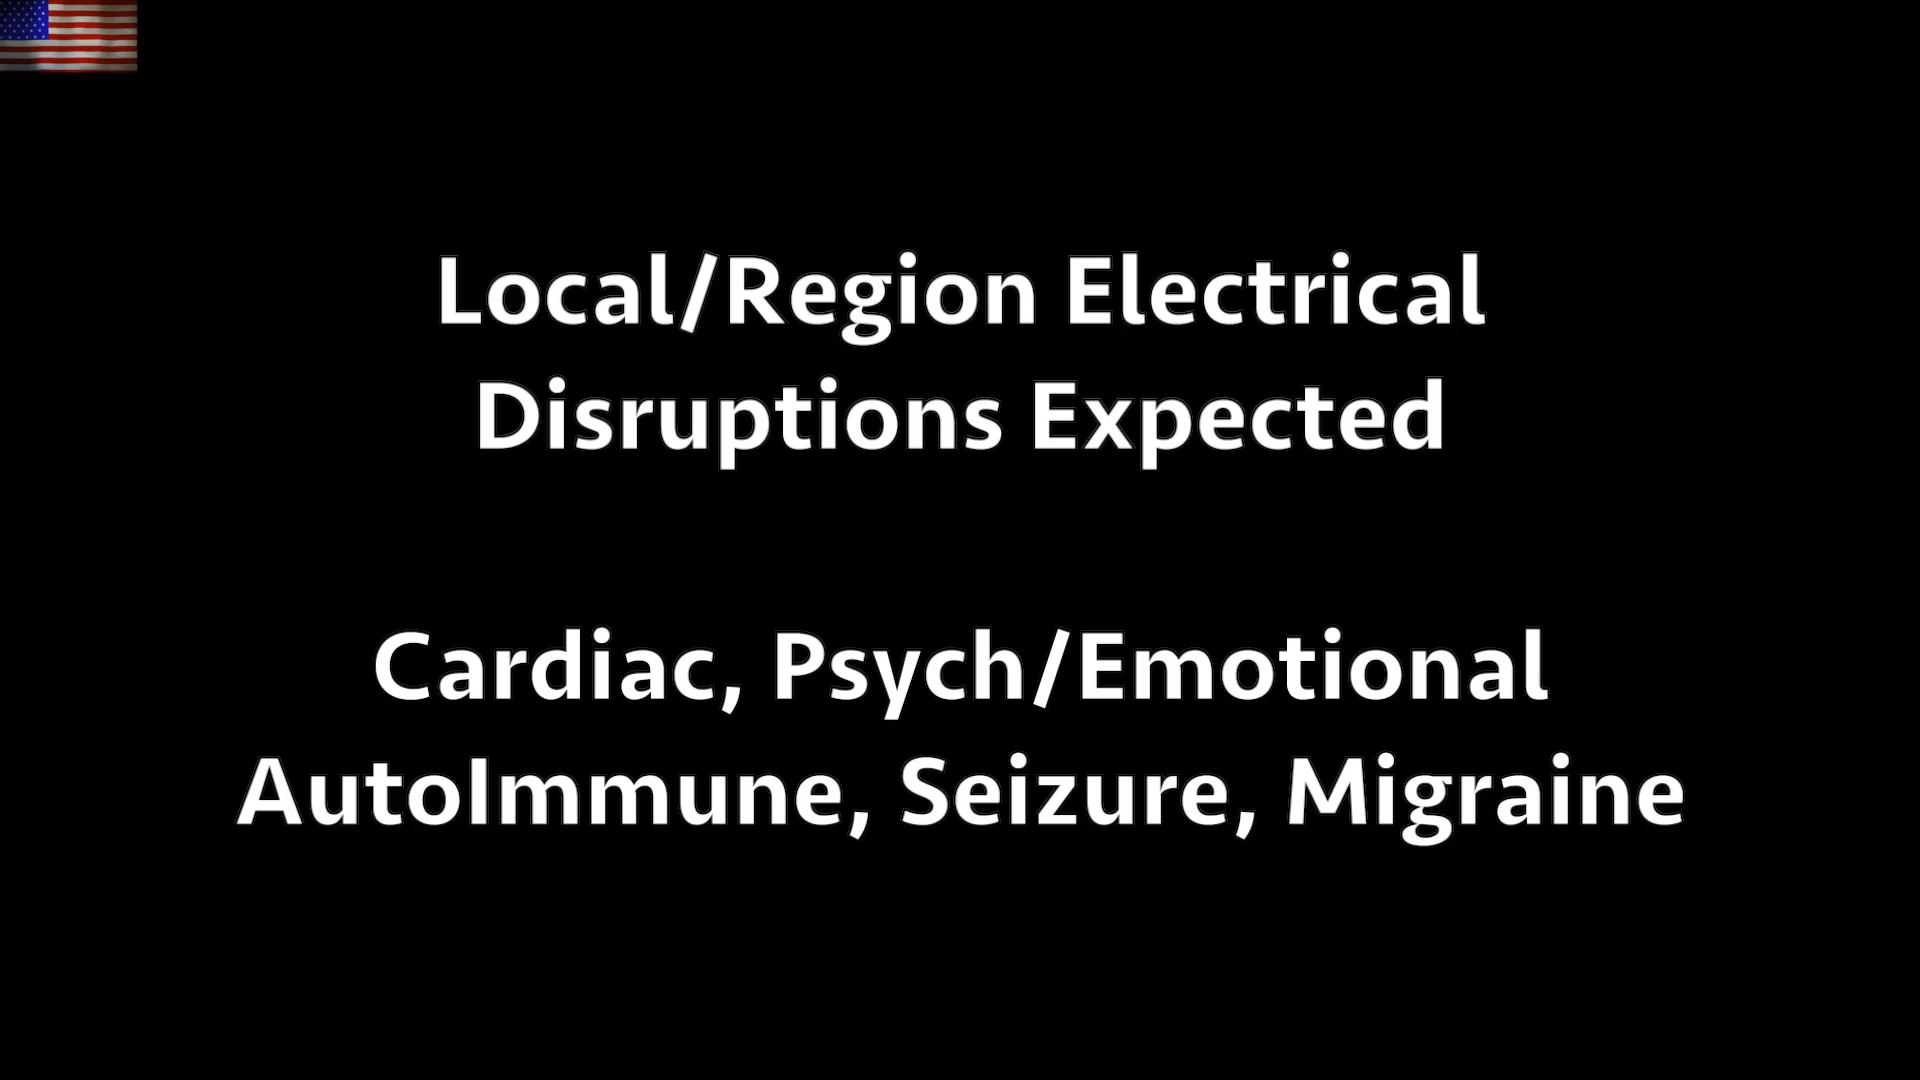 Local/Region Electrical
Disruptions Expected
Cardiac, Psych/Emotional
AutoImmune, Seizure, Migraine